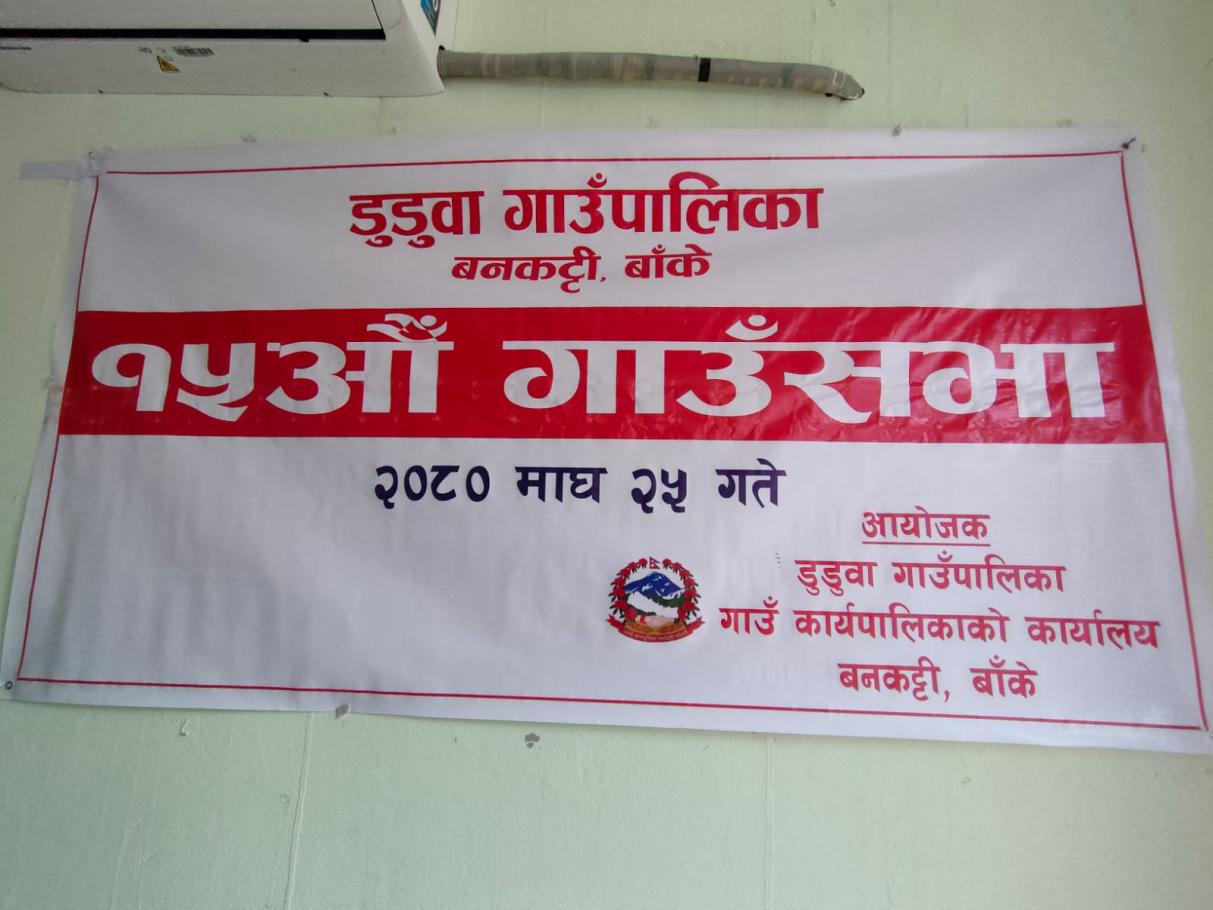 डुडुवा गाउँपालिका
बनकट्टी, बाँके
१५औं गाउँसभा
२०८० माघ २५ गते
आयोजक
डुडुवा गाउँपालिका
गाउँ कार्यपालिकाको कार्यालय
बनकट्टी, बाँके